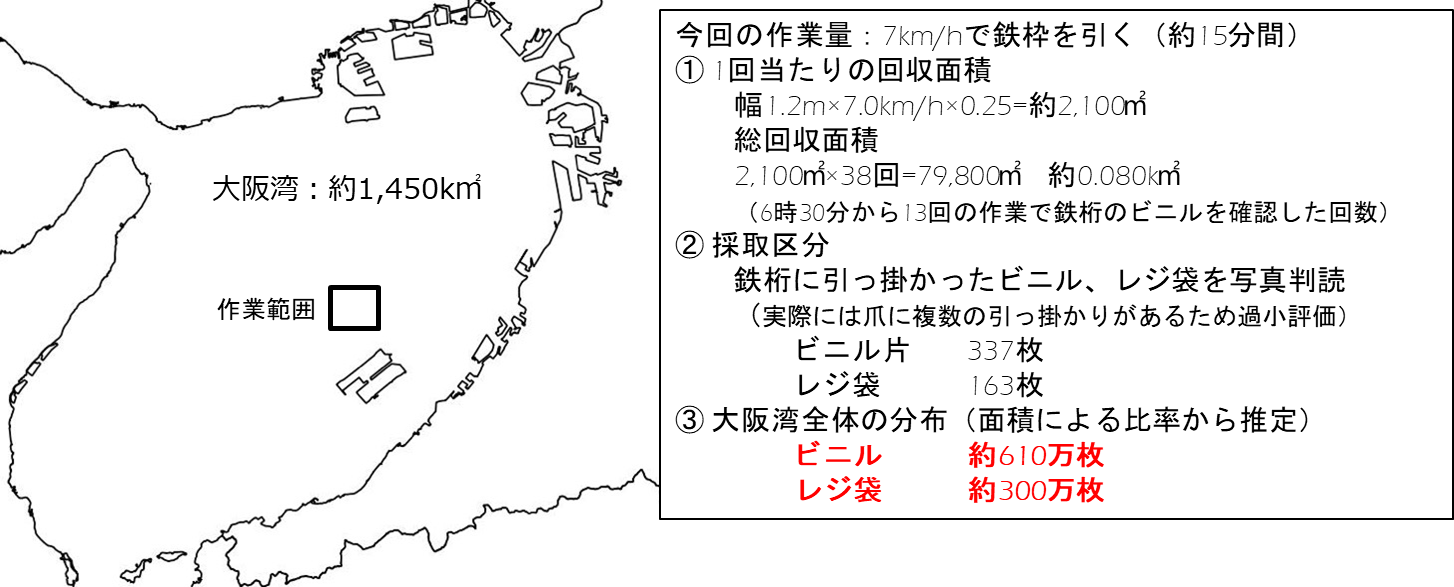 大阪湾：約1,450k㎡
作業範囲
今回の作業量：7km/hで鉄枠を引く（約15分間）
① 1回当たりの回収面積
幅1.2m×7.0km/h×0.25=約2,100㎡
総回収面積
2,100㎡×38回=79,800㎡　約0.080k㎡
（6時30分から13回の作業で鉄桁のビニルを確認した回数）
② 採取区分
鉄桁に引っ掛かったビニル、レジ袋を写真判読
（実際には爪に複数の引っ掛かりがあるため過小評価）
ビニル片　337枚
レジ袋　163枚
③ 大阪湾全体の分布（面積による比率から推定）
ビニル　約610万枚
レジ袋　約300万枚